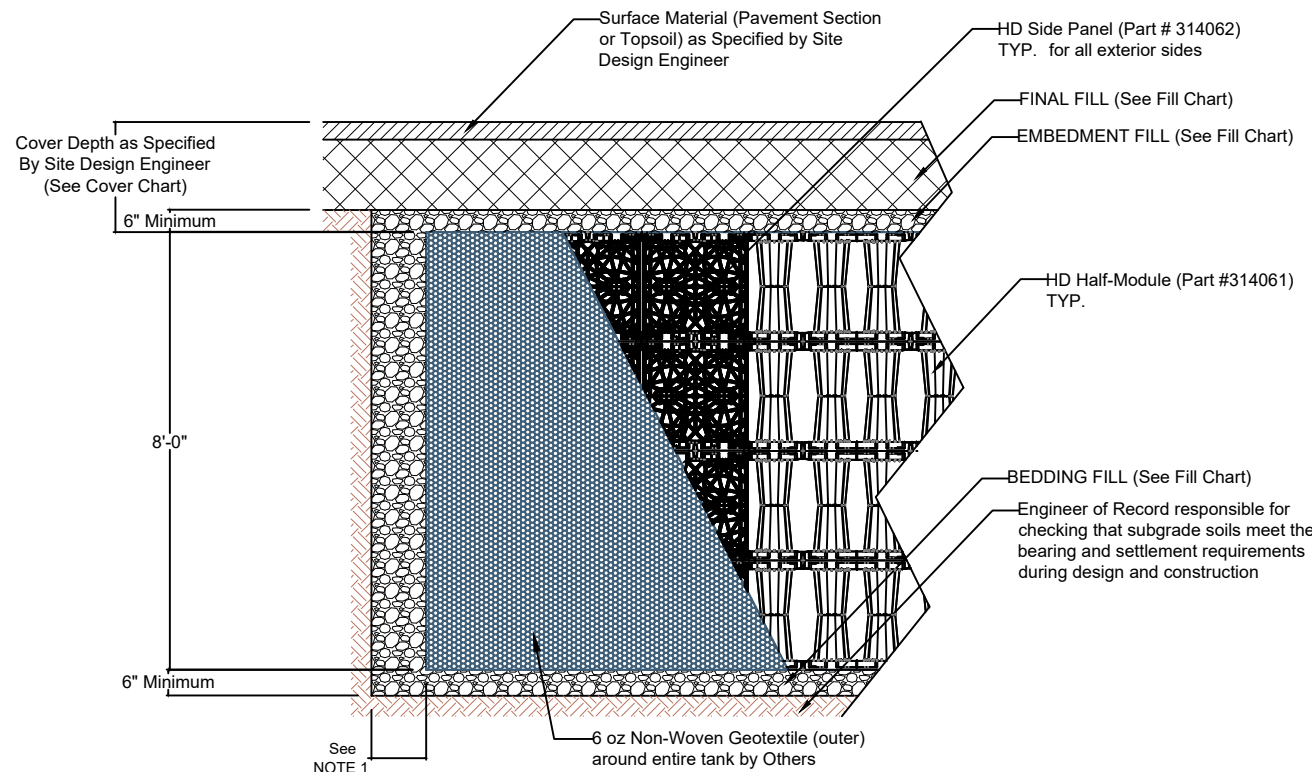 Surface Material (Pavement Section
or Topsoil) as Specified by Site
Design Engineer
HD Side Panel (Part # 314062)
TYP. for all exterior sides
FINAL FILL (See Fill Chart)
EMBEDMENT FILL (See Fill Chart)
Cover Depth as Specified
By Site Design Engineer
(See Cover Chart)
6" Minimum
HD Half-Module (Part #314061)
TYP.
8'-0"
BEDDING FILL (See Fill Chart)
Engineer of Record responsible for
checking that subgrade soils meet the
bearing and settlement requirements
during design and construction
6" Minimum
See
NOTE 1
6 oz Non-Woven Geotextile (outer)
around entire tank by Others